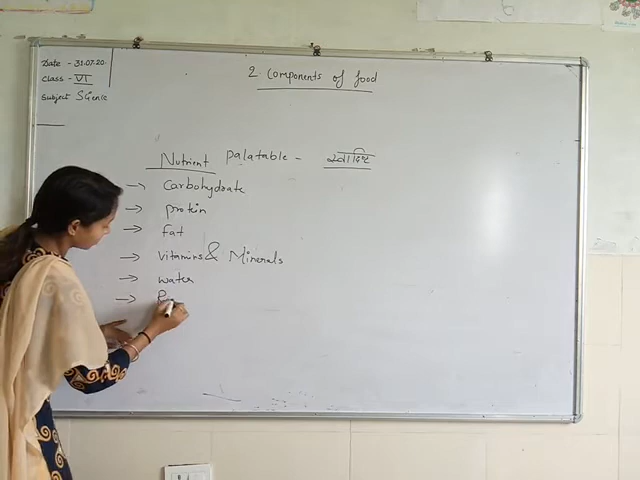 Date - 31.07.20
Class - VI
Subject Science
2 Components of food
Nutrient palatable - स्वादिष्ट
→ Carbohydrate
→ protein
→ fat
→ vitamins & Minerals
→ water
→ R